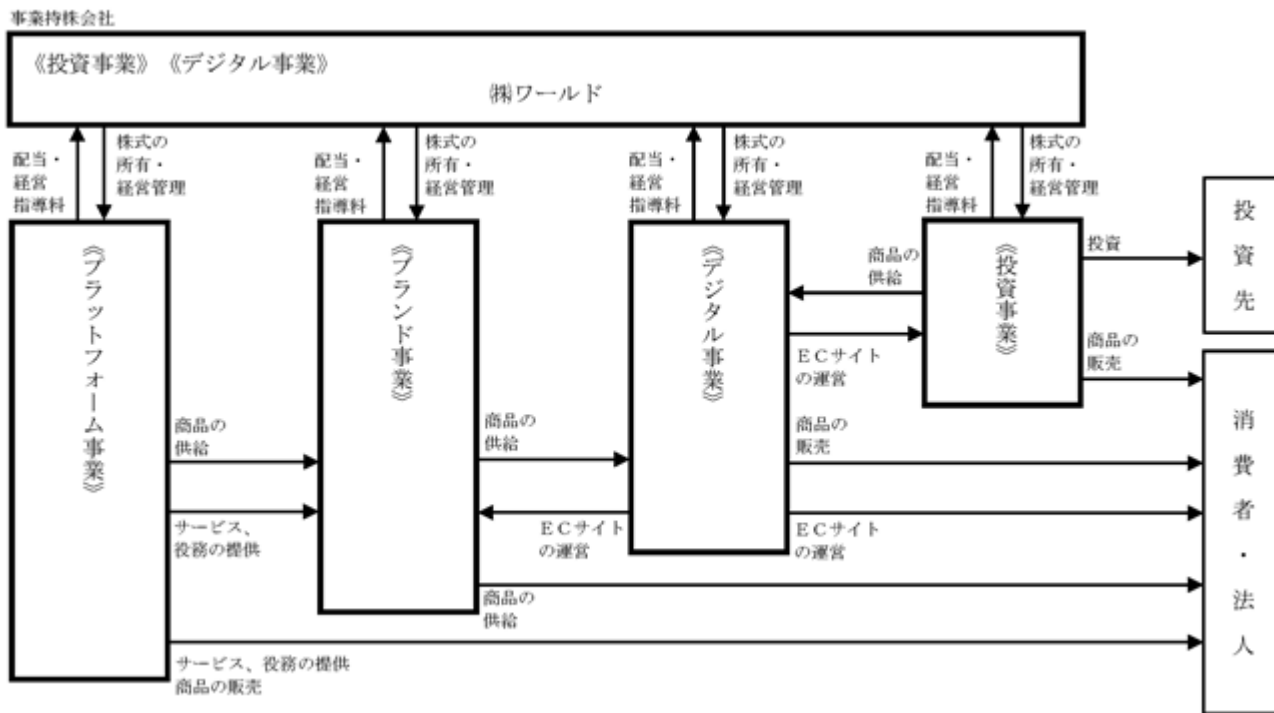 事業持株会社
《投資事業》《デジタル事業》
㈱ワールド
配当・
経営
指導料
株式の
所有・
経営管理
配当・
経営
指導料
株式の
所有・
経営管理
配当・
経営
指導料
株式の
所有・
経営管理
配当・
経営
指導料
株式の
所有・
経営管理
《プラットフォーム事業》
《ブランド事業》
《デジタル事業》
《投資事業》
投資先
消費者・法人
商品の
供給
投資
ECサイト
の運営
商品の
販売
商品の
供給
商品の
供給
商品の
販売
サービス、
役務の提供
ECサイト
の運営
ECサイト
の運営
商品の
供給
サービス、役務の提供
商品の販売